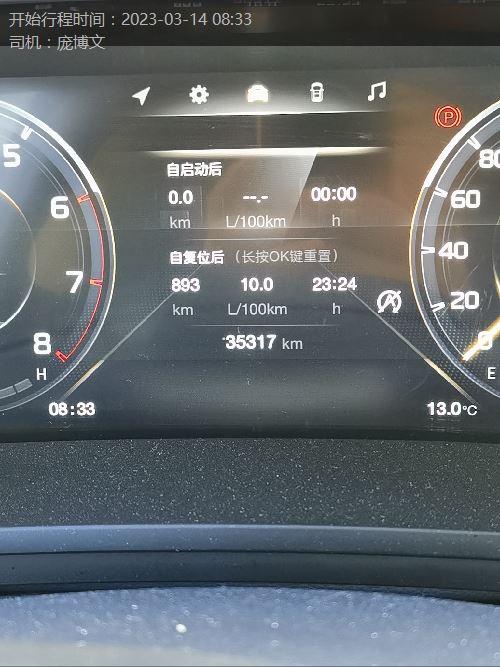 开始行程时间：2023-03-14 08:33
司机：庞博文
P
5
80
自启动后
0.0 --.- 00:00
km L/100km h
6
60
自复位后（长按OK键重置）
40
893 10.0 23:24
7
A
20
km L/100km h
35317 km
8
0
H
E
08:33 13.0°C